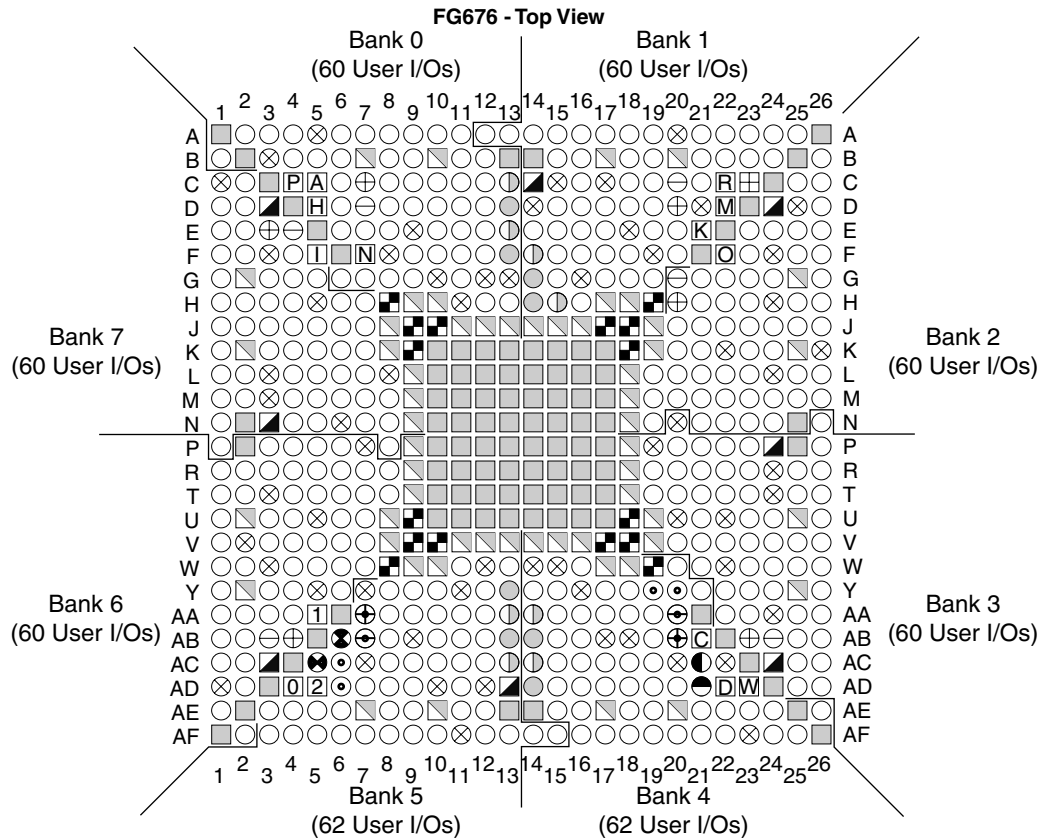 FG676 - Top View
Bank 0
(60 User I/Os)
Bank 1
(60 User I/Os)
1 2 3 4 5 6 7 8 9 10 11 12 13 14 15 16 17 18 19 20 21 22 23 24 25 26
A A
B B
C P A R C
D H M D
E K E
F I N O F
G G
H H
J J
Bank 7
(60 User I/Os)
Bank 2
(60 User I/Os)
K K
L L
M M
N N
P P
R R
T T
U U
V V
W W
Y Y
Bank 6
(60 User I/Os)
Bank 3
(60 User I/Os)
AA 1 AA
AB C AB
AC AC
AD 0 2 D W AD
AE AE
AF AF
1 2 3 4 5 6 7 8 9 10 11 12 13 14 15 16 17 18 19 20 21 22 23 24 25 26
Bank 5
(62 User I/Os)
Bank 4
(62 User I/Os)